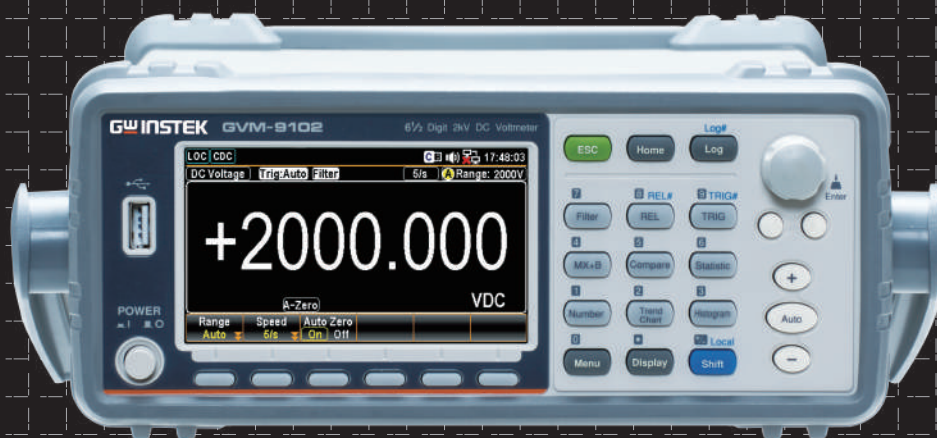 GWINSTEK GVM-9102 6½ Digit 2kV DC Voltmeter
LOC CDC C 17:48:03
DC Voltage Trig:Auto Filter 5/s A Range: 2000V
+2000.000
A-Zero VDC
Range Speed Auto Zero
Auto 5/s On Off
POWER
Log#
ESC Home Log
Enter
7 8 REL# 9 TRIG#
Filter REL TRIG
4 5 6
MX+B Compare Statistic
1 2 3
Number Trend Chart Histogram
0 Local
Menu Display Shift
+
Auto
−